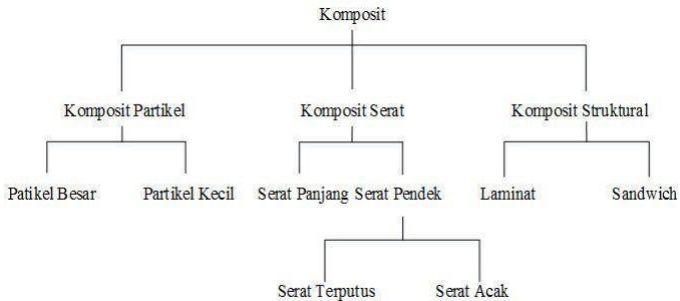 Komposit
Komposit Partikel Komposit Serat Komposit Struktural
Patikel Besar Partikel Kecil Serat Panjang Serat Pendek Laminat Sandwich
Serat Terputus Serat Acak